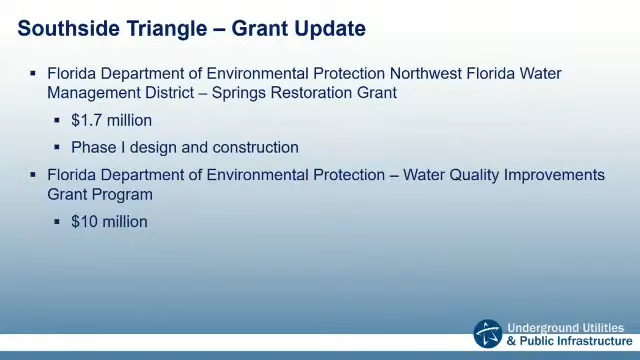 Southside Triangle – Grant Update
▪ Florida Department of Environmental Protection Northwest Florida Water
Management District – Springs Restoration Grant
▪ $1.7 million
▪ Phase I design and construction
▪ Florida Department of Environmental Protection – Water Quality Improvements
Grant Program
▪ $10 million
Underground Utilities
& Public Infrastructure